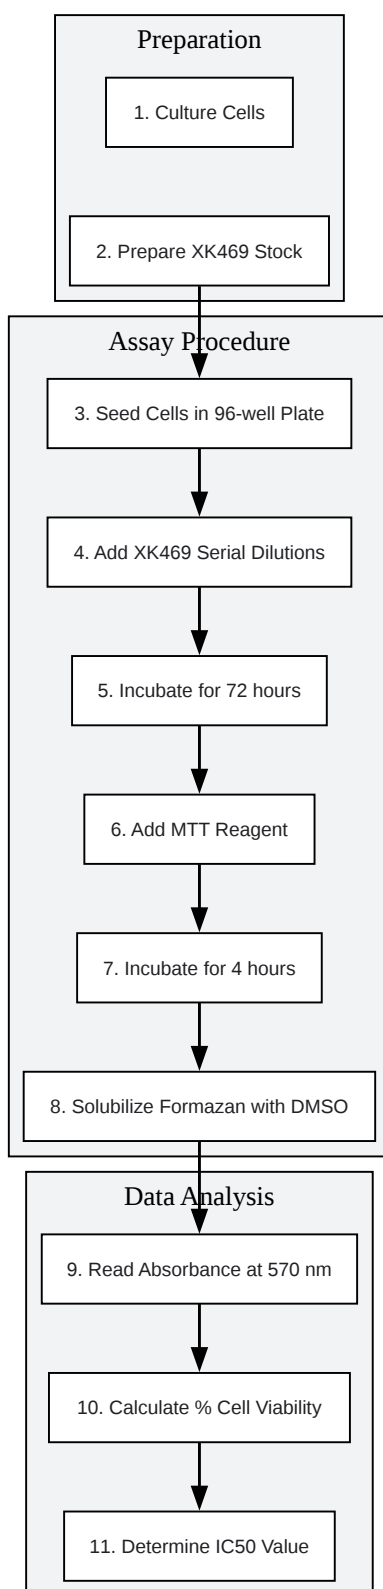 Preparation
1. Culture Cells
2. Prepare XK469 Stock
Assay Procedure
3. Seed Cells in 96-well Plate
4. Add XK469 Serial Dilutions
5. Incubate for 72 hours
6. Add MTT Reagent
7. Incubate for 4 hours
8. Solubilize Formazan with DMSO
Data Analysis
9. Read Absorbance at 570 nm
10. Calculate % Cell Viability
11. Determine IC50 Value